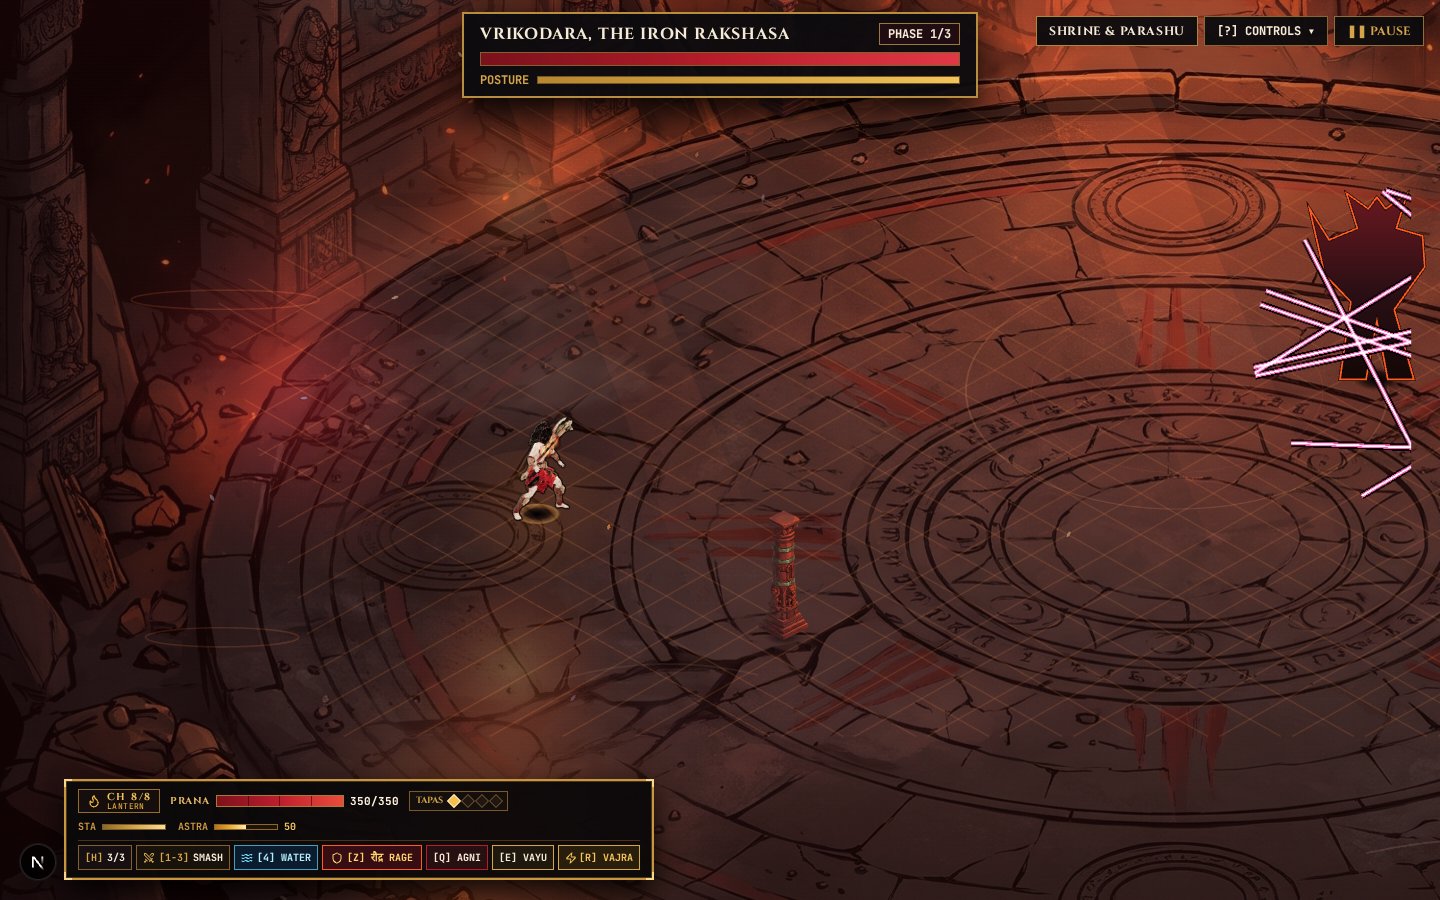 VRIKODARA, THE IRON RAKSHASA
PHASE 1/3
POSTURE
SHRINE & PARASHU
[?] CONTROLS ▾
PAUSE
CH 8/8
LANTERN
PRANA
350/350
TAPAS
STA
ASTRA
50
[H] 3/3
[1-3] SMASH
[4] WATER
[Z] रौद्र RAGE
[Q] AGNI
[E] VAYU
[R] VAJRA
N